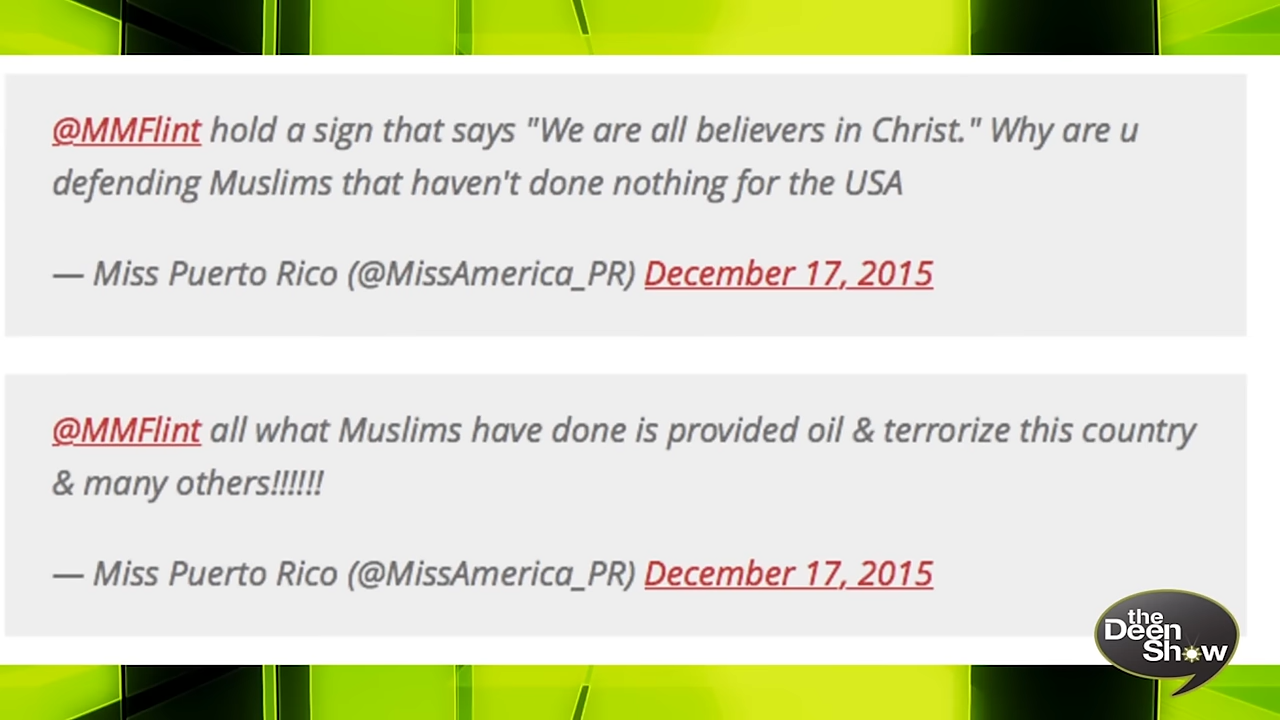 @MMFlint hold a sign that says "We are all believers in Christ." Why are u
defending Muslims that haven't done nothing for the USA
— Miss Puerto Rico (@MissAmerica_PR) December 17, 2015
@MMFlint all what Muslims have done is provided oil & terrorize this country
& many others!!!!!!
— Miss Puerto Rico (@MissAmerica_PR) December 17, 2015
the
Deen
Show